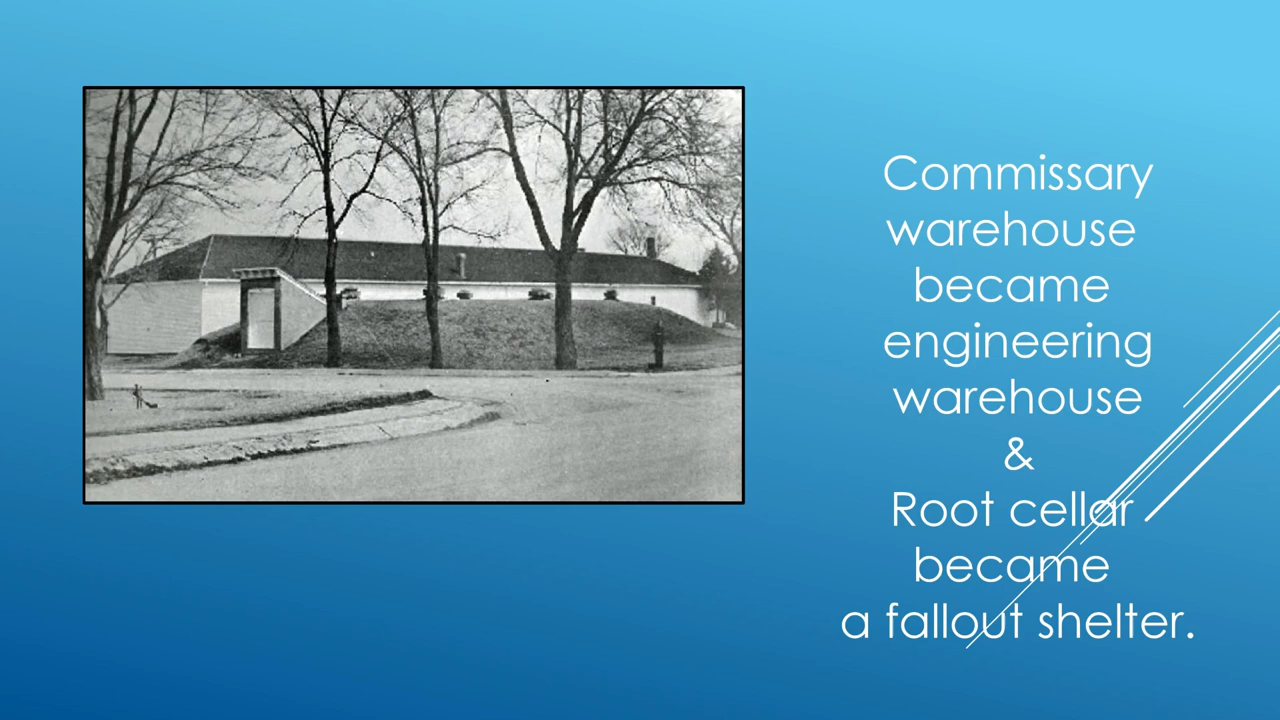 Commissary
warehouse
became
engineering
warehouse
&
Root cellar
became
a fallout shelter.